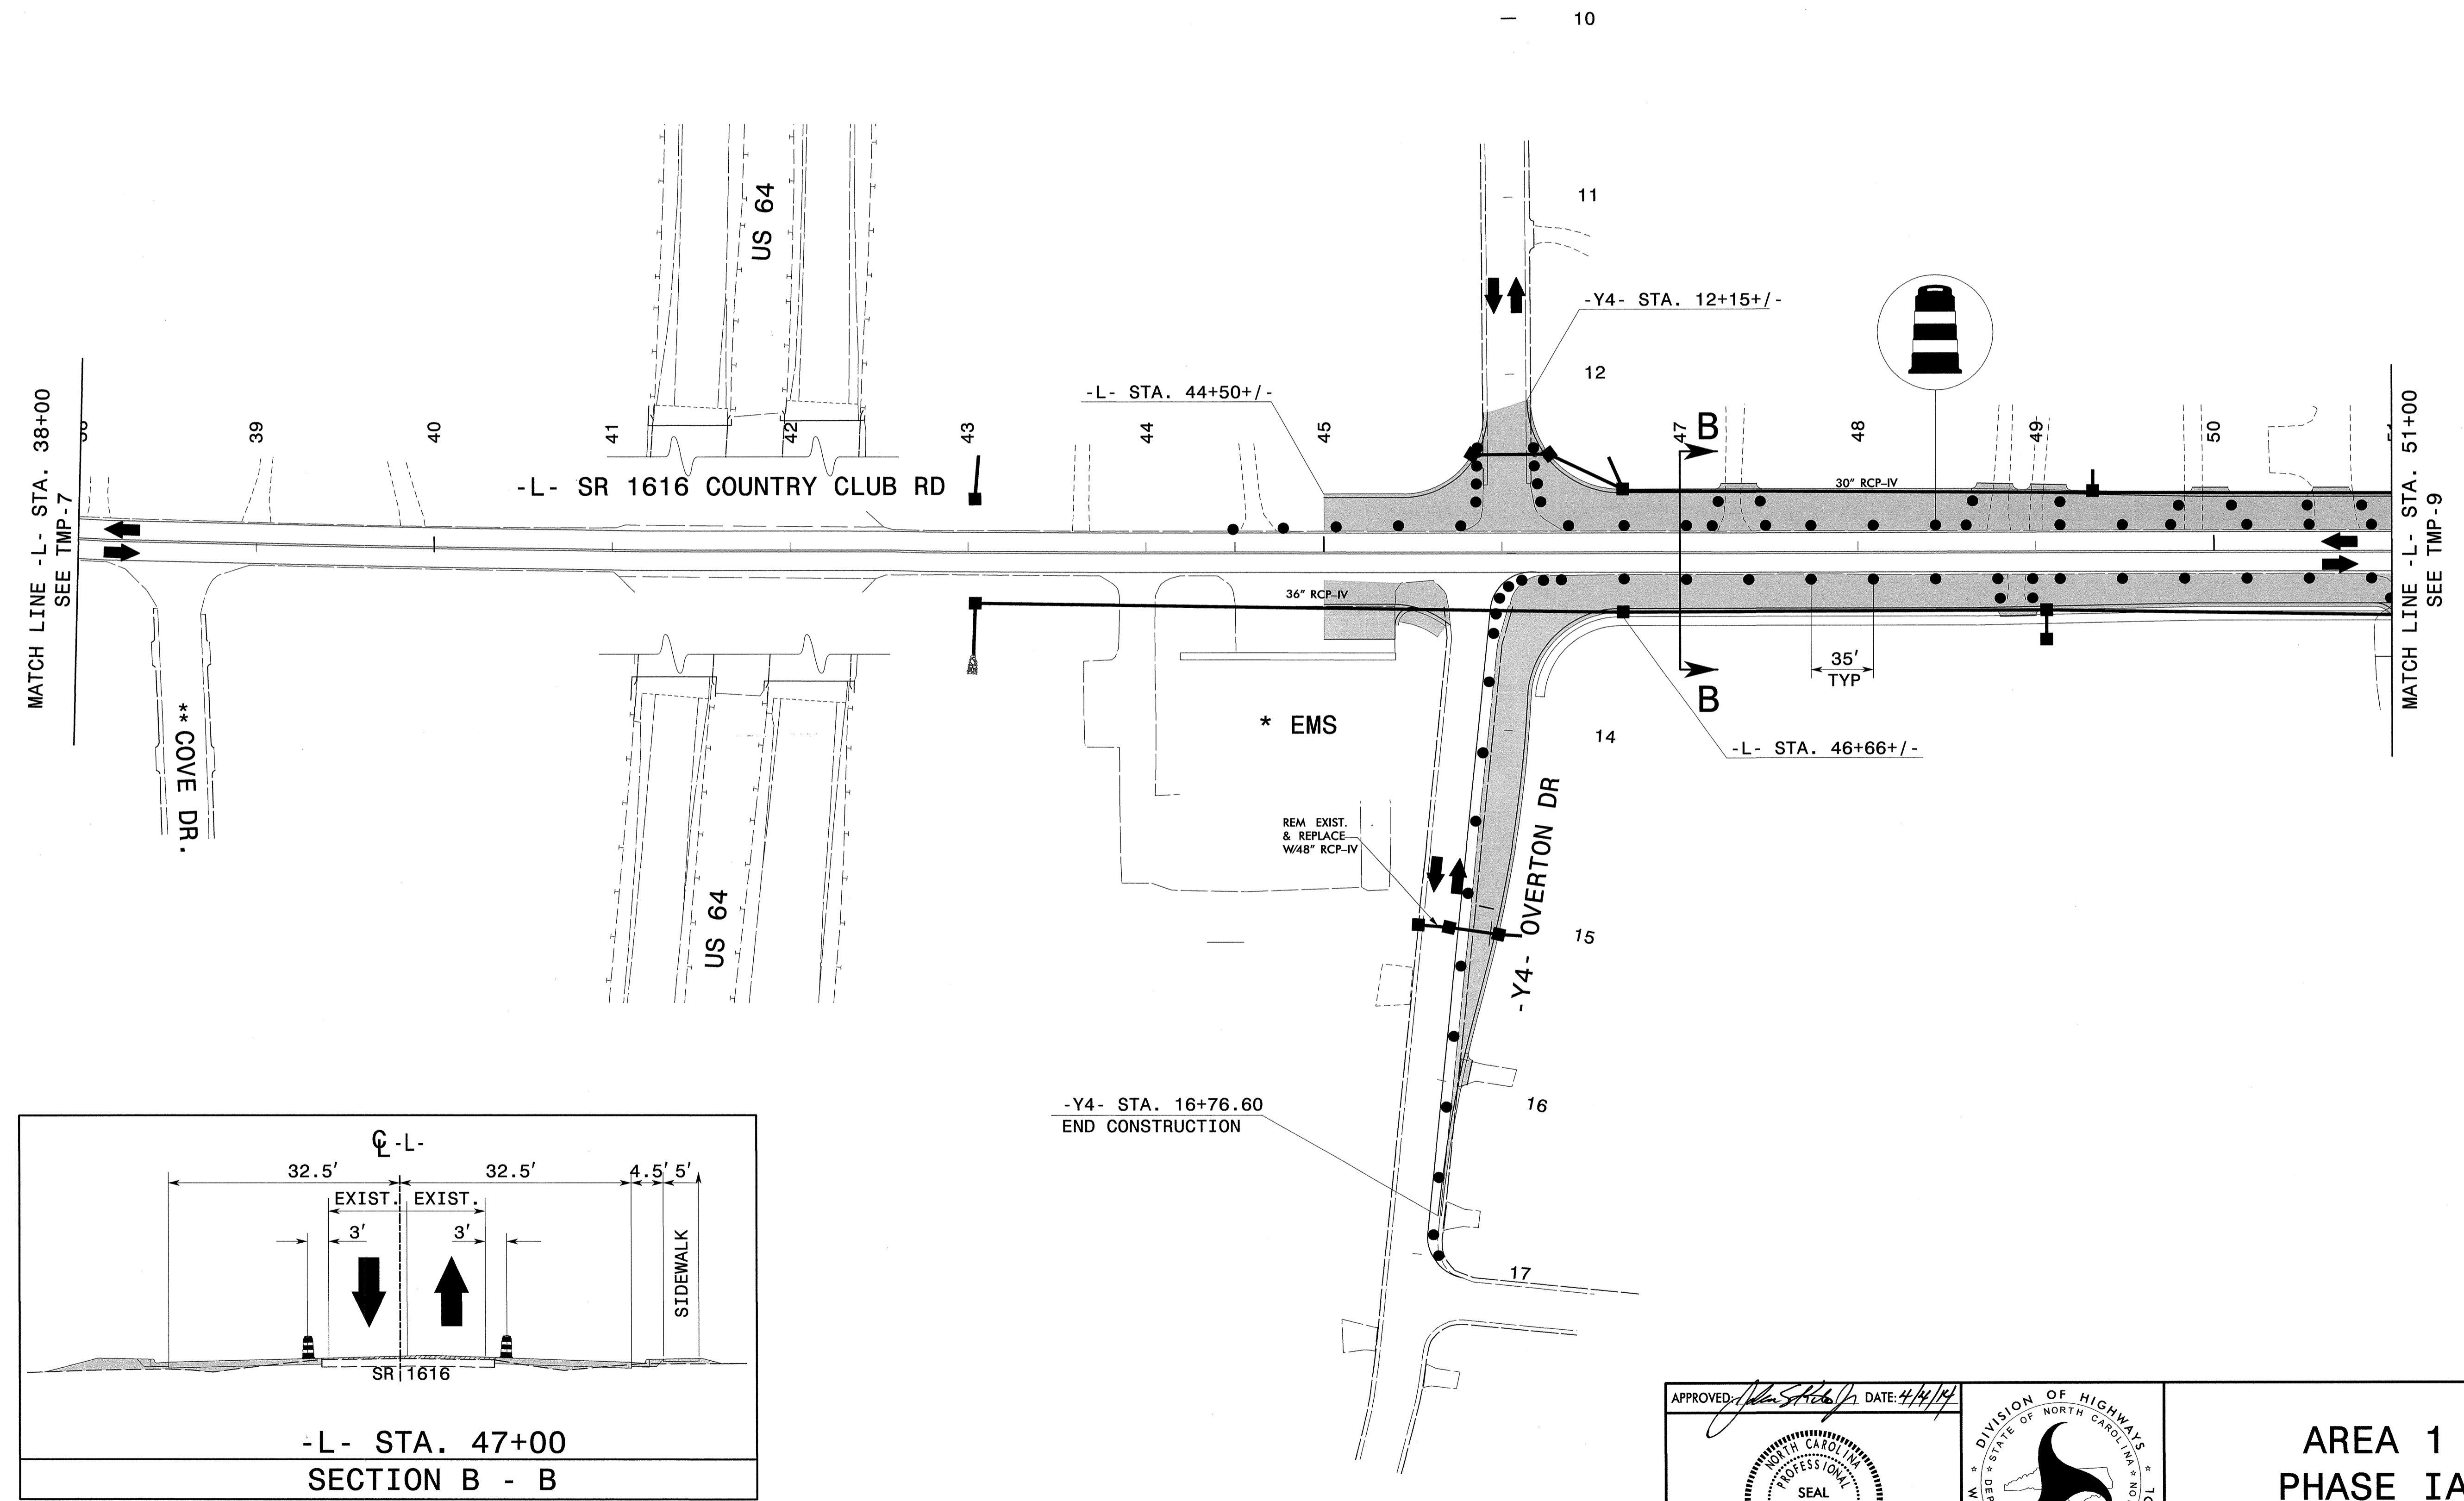 10
11
US 64
-Y4- STA. 12+15+/-
12
-L- STA. 44+50+/-
MATCH LINE -L- STA. 38+00
SEE TMP-7
39
40
41
42
43
44
45
47
48
49
50
B
-L- SR 1616 COUNTRY CLUB RD
30" RCP-IV
MATCH LINE -L- STA. 51+00
SEE TMP-9
36" RCP-IV
35'
TYP
B
** COVE DR.
* EMS
14
-L- STA. 46+66+/-
REM EXIST.
& REPLACE
W/48" RCP-IV
US 64
-Y4- OVERTON DR
15
-Y4- STA. 16+76.60
END CONSTRUCTION
16
17
℄ -L-
32.5' 32.5' 4.5' 5'
EXIST. EXIST.
3' 3'
SIDEWALK
SR 1616
-L- STA. 47+00
SECTION B - B
APPROVED: DATE: 4/4/14
NORTH CAROLINA
PROFESSIONAL
SEAL
DIVISION OF HIGHWAYS
STATE OF NORTH CAROLINA
AREA 1
PHASE IA